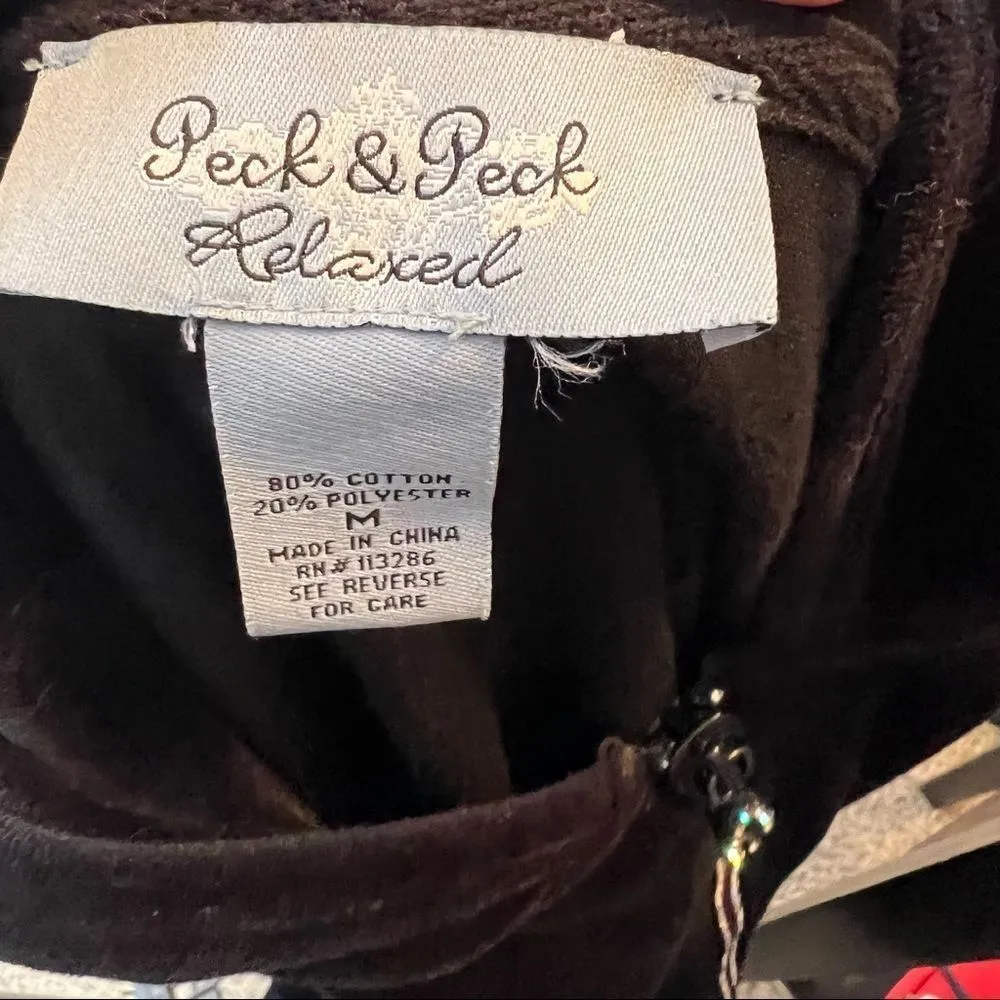 Peck & Peck
Relaxed
80% COTTON
20% POLYESTER
M
MADE IN CHINA
RN# 113286
SEE REVERSE
FOR CARE